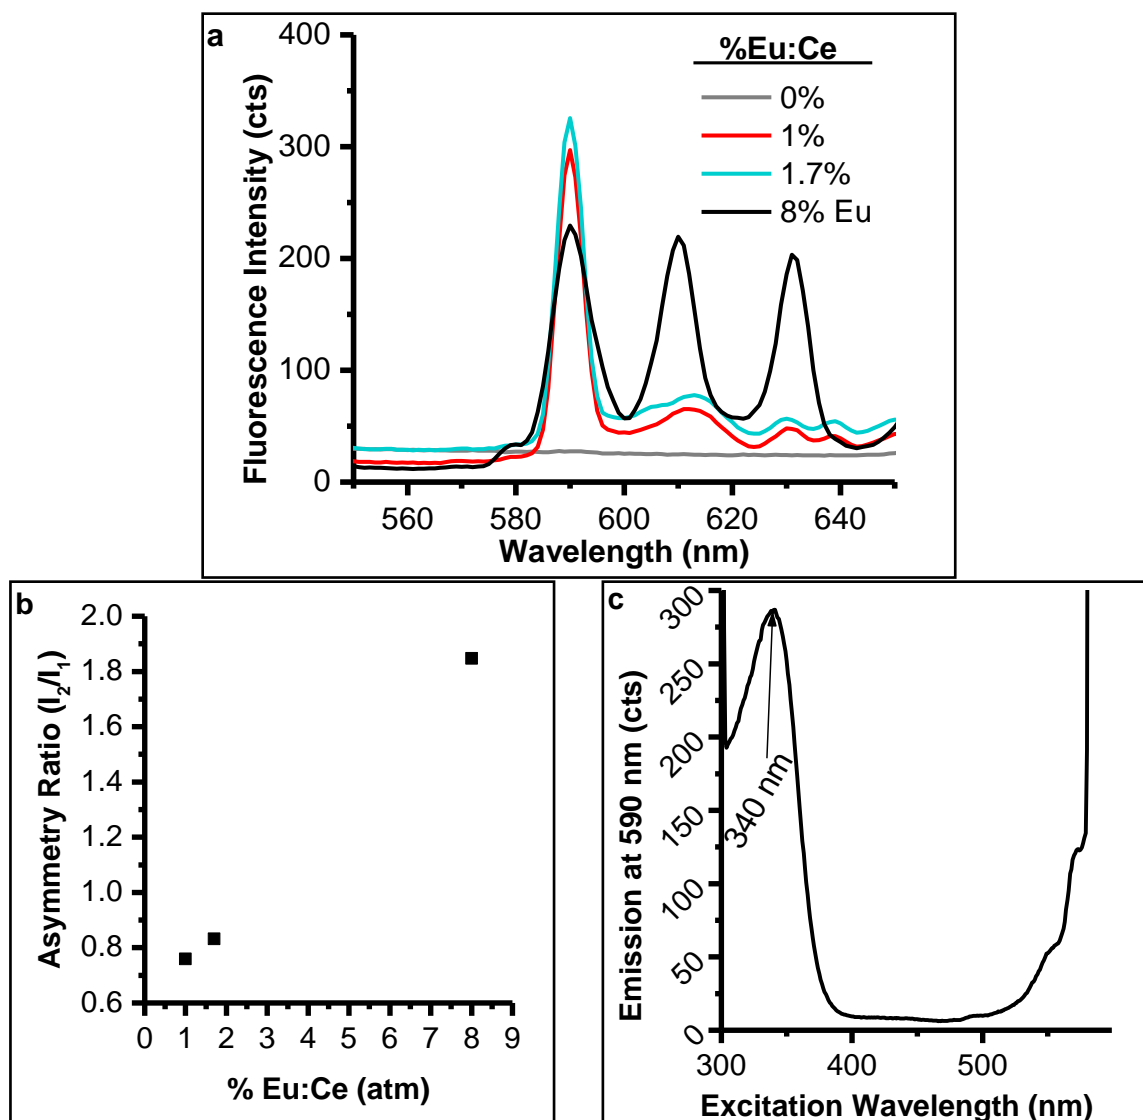 a
400
300
200
100
0
Fluorescence Intensity (cts)
%Eu:Ce
0%
1%
1.7%
8% Eu
560 580 600 620 640
Wavelength (nm)
b
2.0
1.8
1.6
1.4
1.2
1.0
0.8
0.6
Asymmetry Ratio (I₂/I₁)
0 1 2 3 4 5 6 7 8 9
% Eu:Ce (atm)
c
300
250
200
150
100
50
0
Emission at 590 nm (cts)
340 nm
300 400 500
Excitation Wavelength (nm)